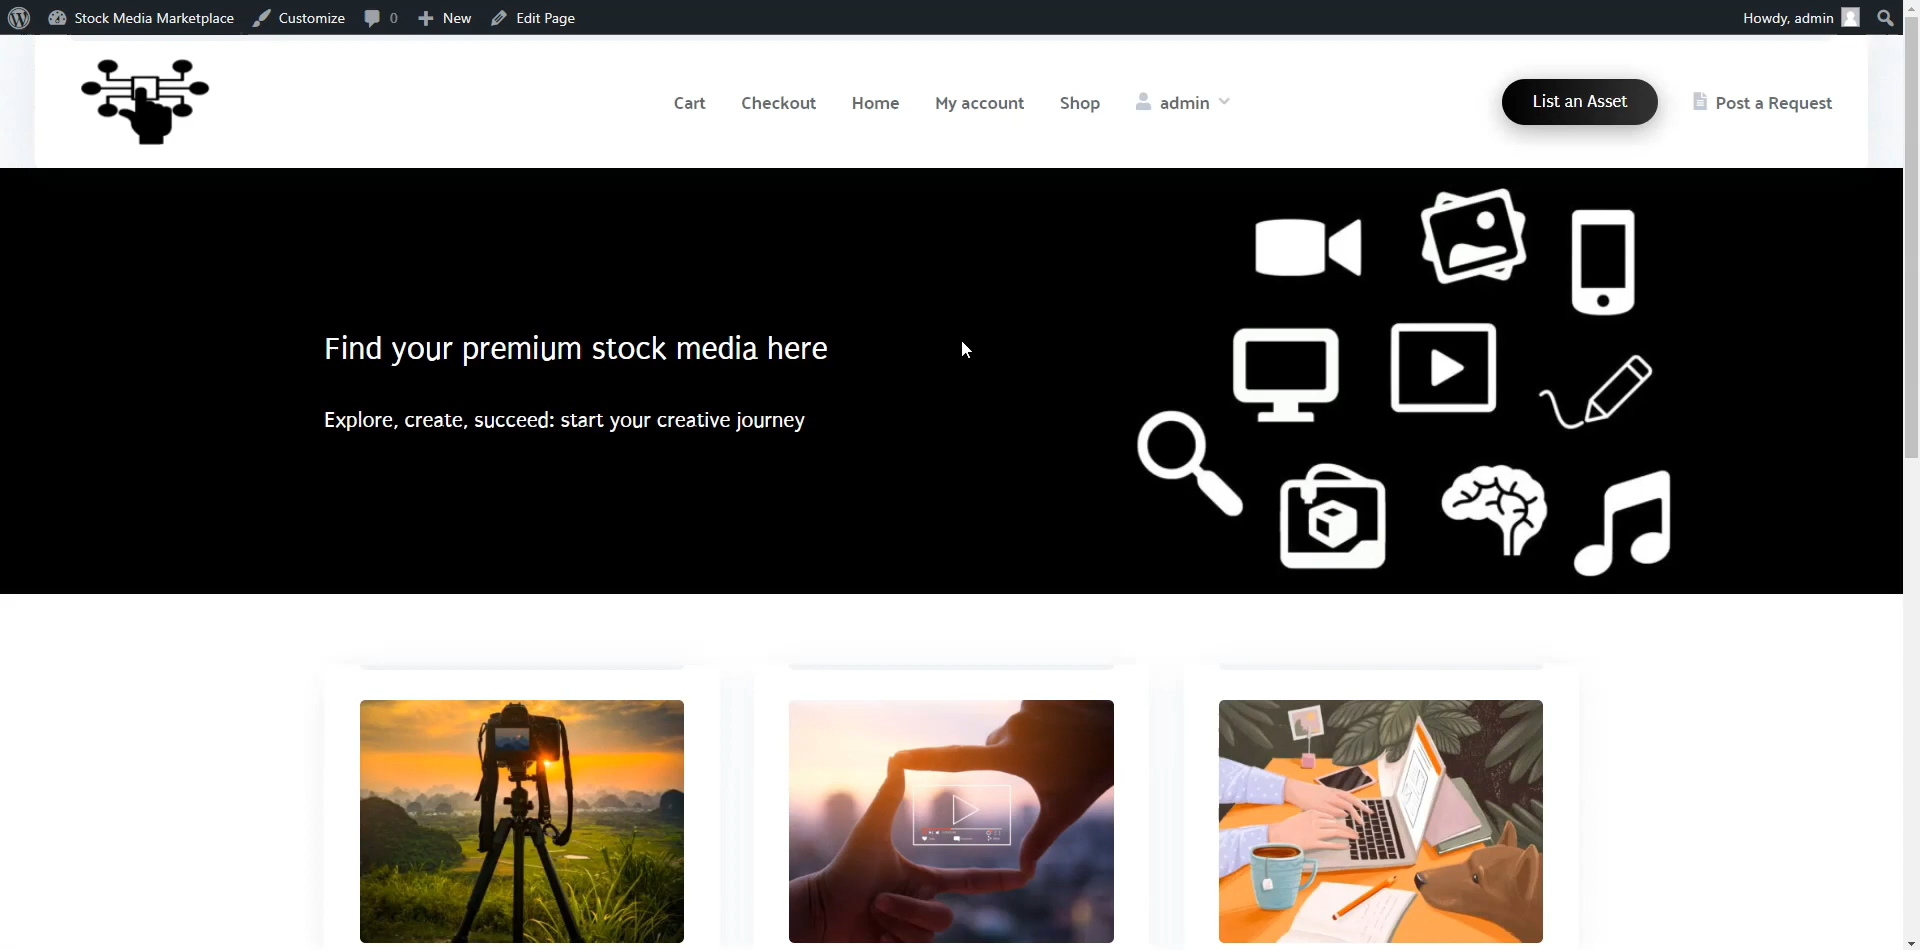 Stock Media Marketplace Customize 0 New Edit Page Howdy, admin
Cart Checkout Home My account Shop admin List an Asset Post a Request
Find your premium stock media here
Explore, create, succeed: start your creative journey